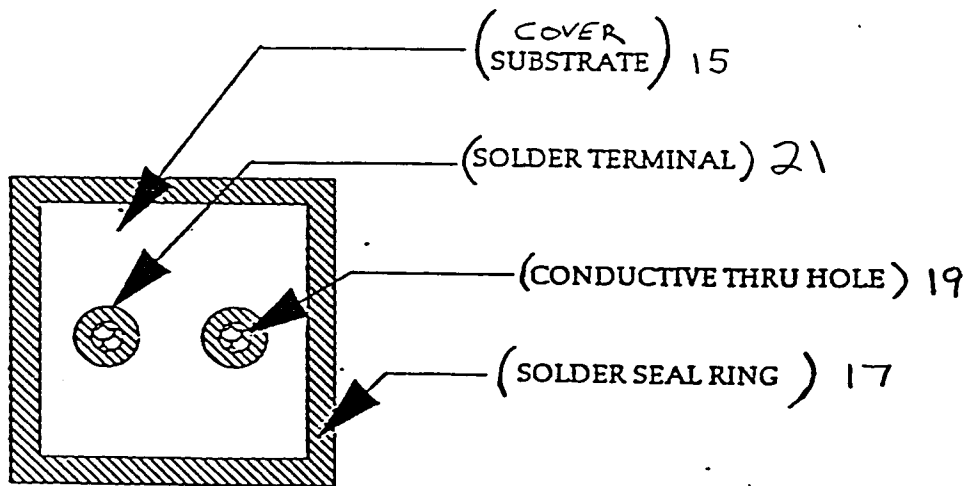 (COVER
SUBSTRATE) 15
(SOLDER TERMINAL) 21
(CONDUCTIVE THRU HOLE) 19
(SOLDER SEAL RING) 17